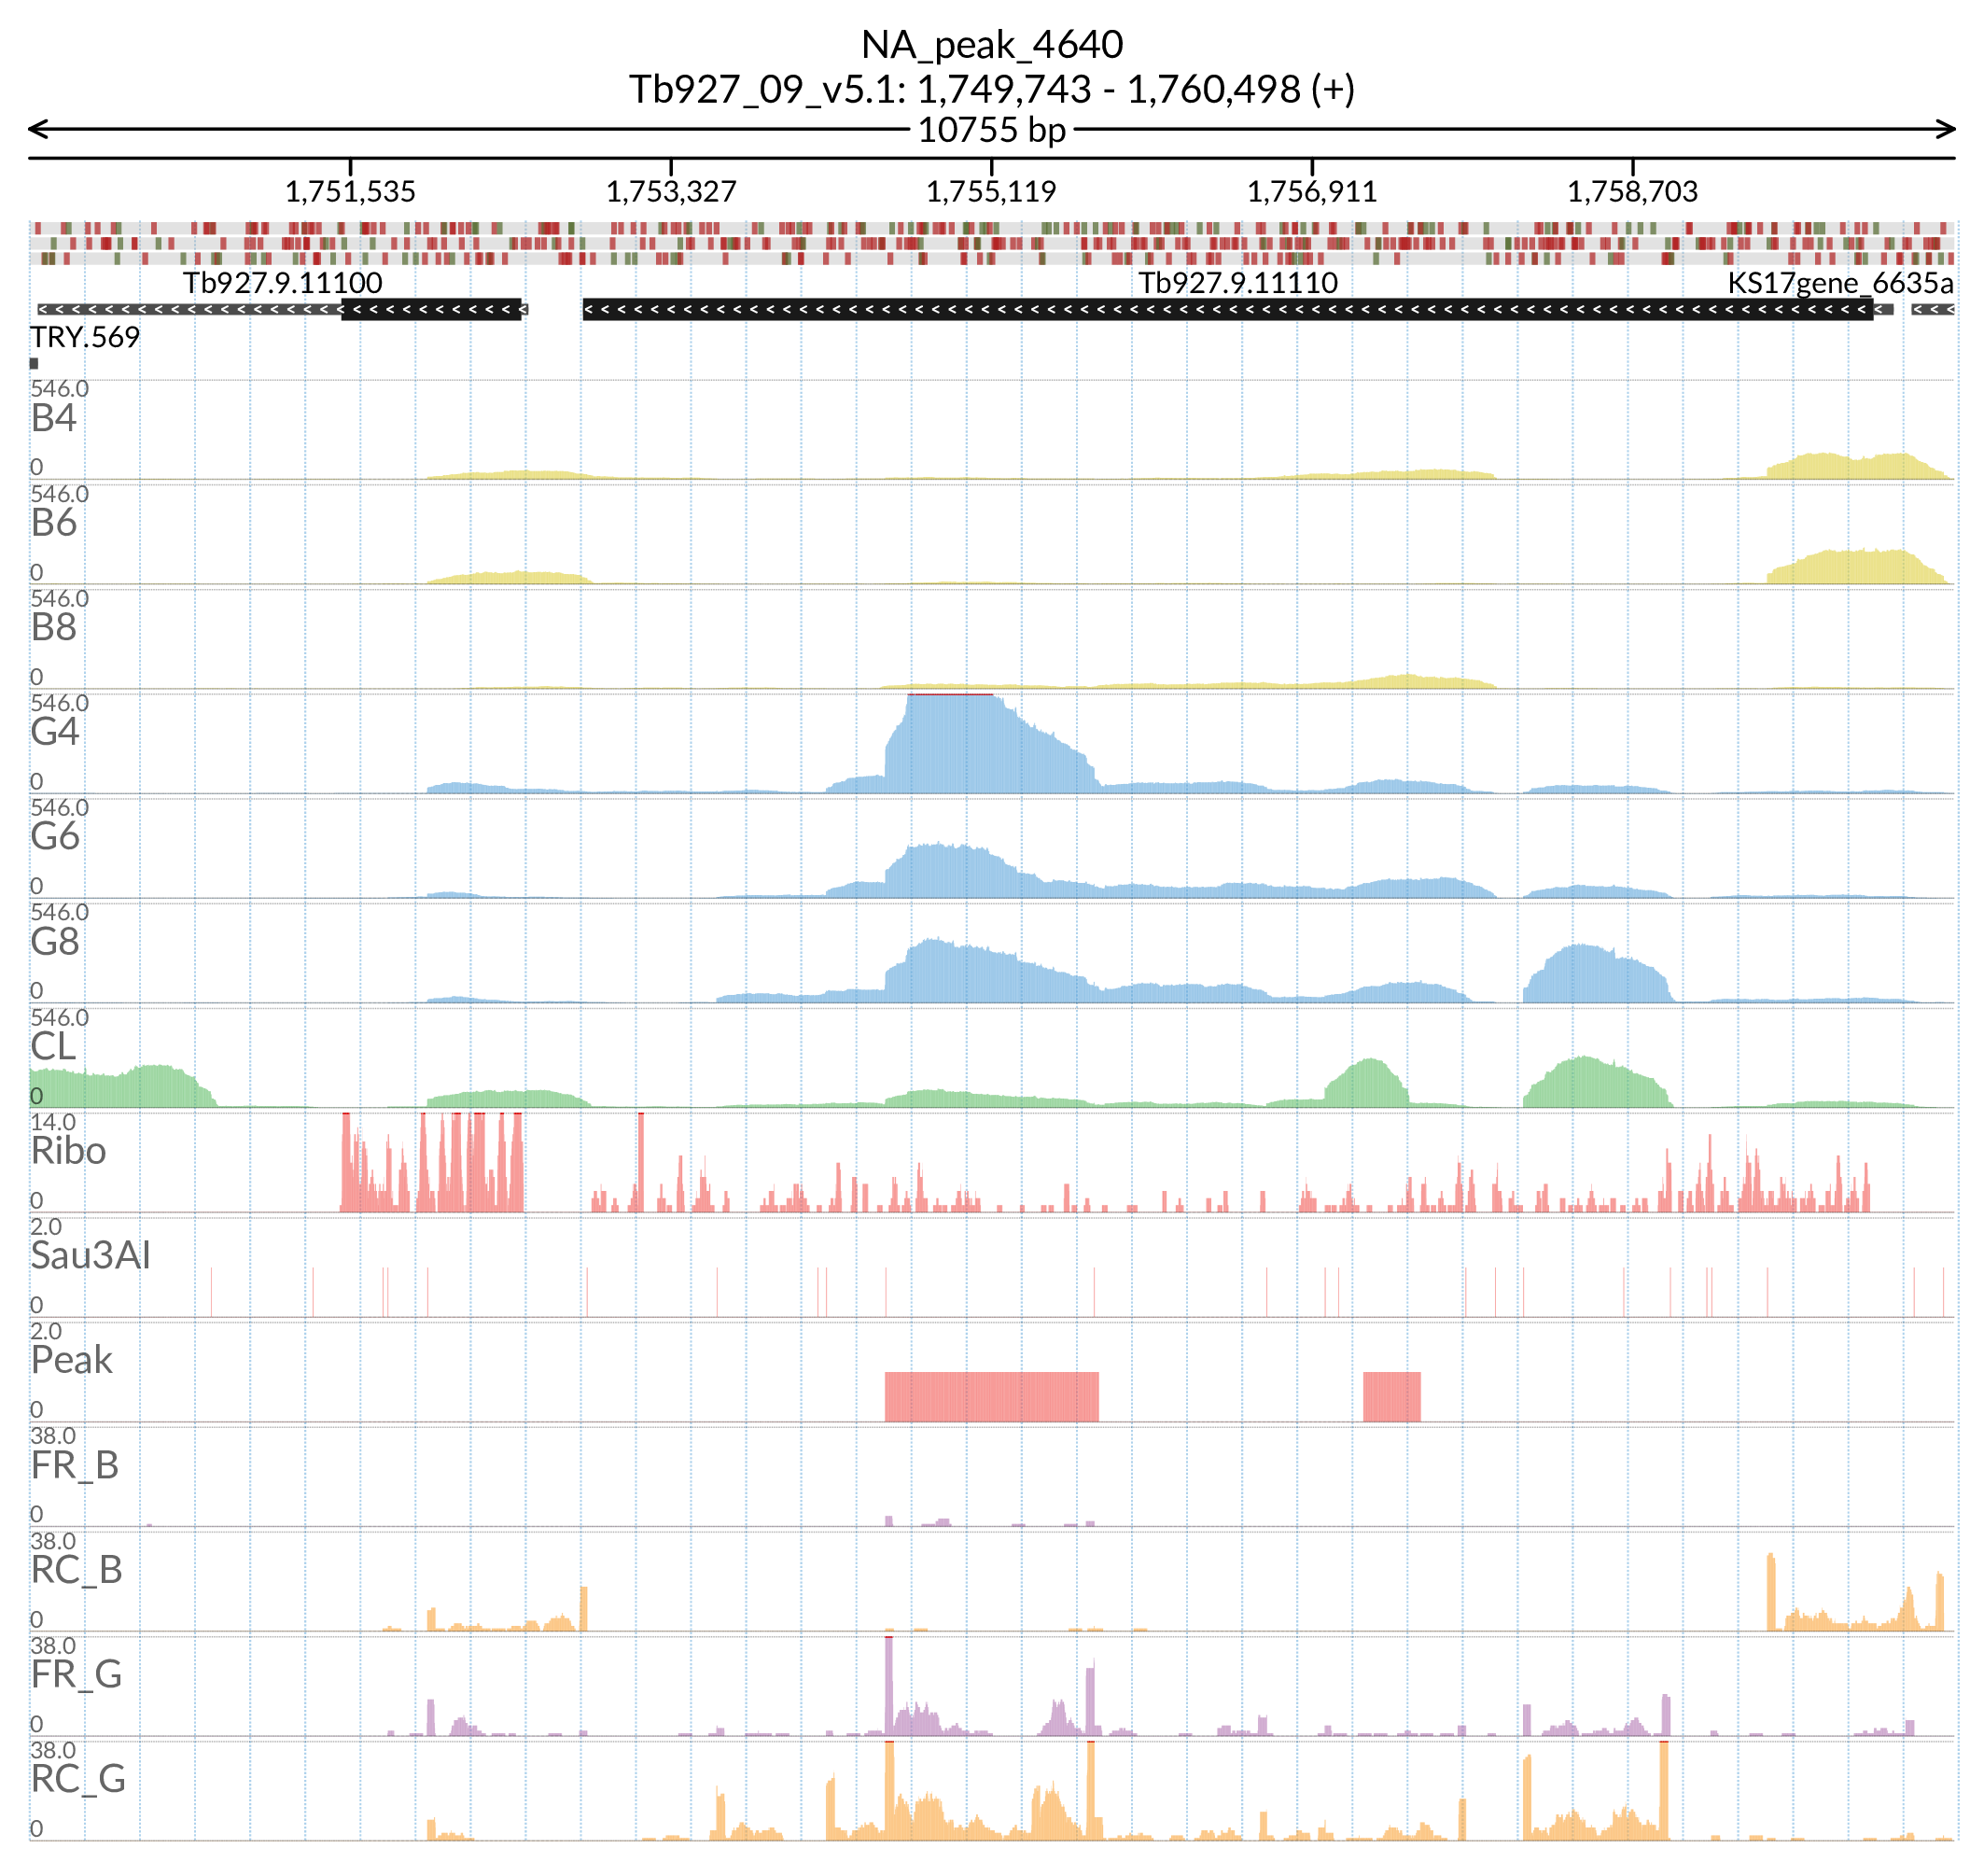 NA_peak_4640
Tb927_09_v5.1: 1,749,743 - 1,760,498 (+)
10755 bp
1,751,535 1,753,327 1,755,119 1,756,911 1,758,703
Tb927.9.11100 Tb927.9.11110 KS17gene_6635a
TRY.569
546.0
B4
0
546.0
B6
0
546.0
B8
0
546.0
G4
0
546.0
G6
0
546.0
G8
0
546.0
CL
0
14.0
Ribo
0
2.0
Sau3AI
0
2.0
Peak
0
38.0
FR_B
0
38.0
RC_B
0
38.0
FR_G
0
38.0
RC_G
0